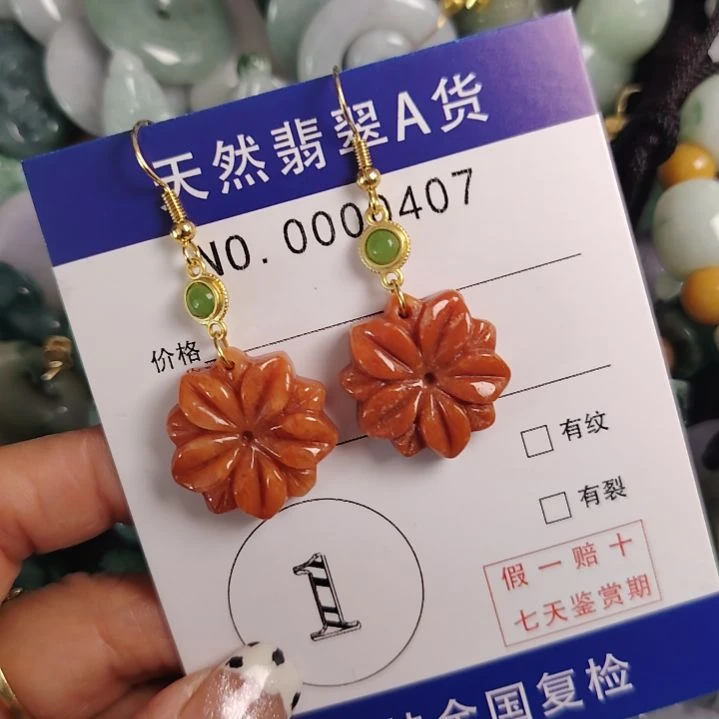 天然翡翠A货
NO.0000407
价格
有纹
有裂
1
假一赔十
七天鉴赏期
全国复检